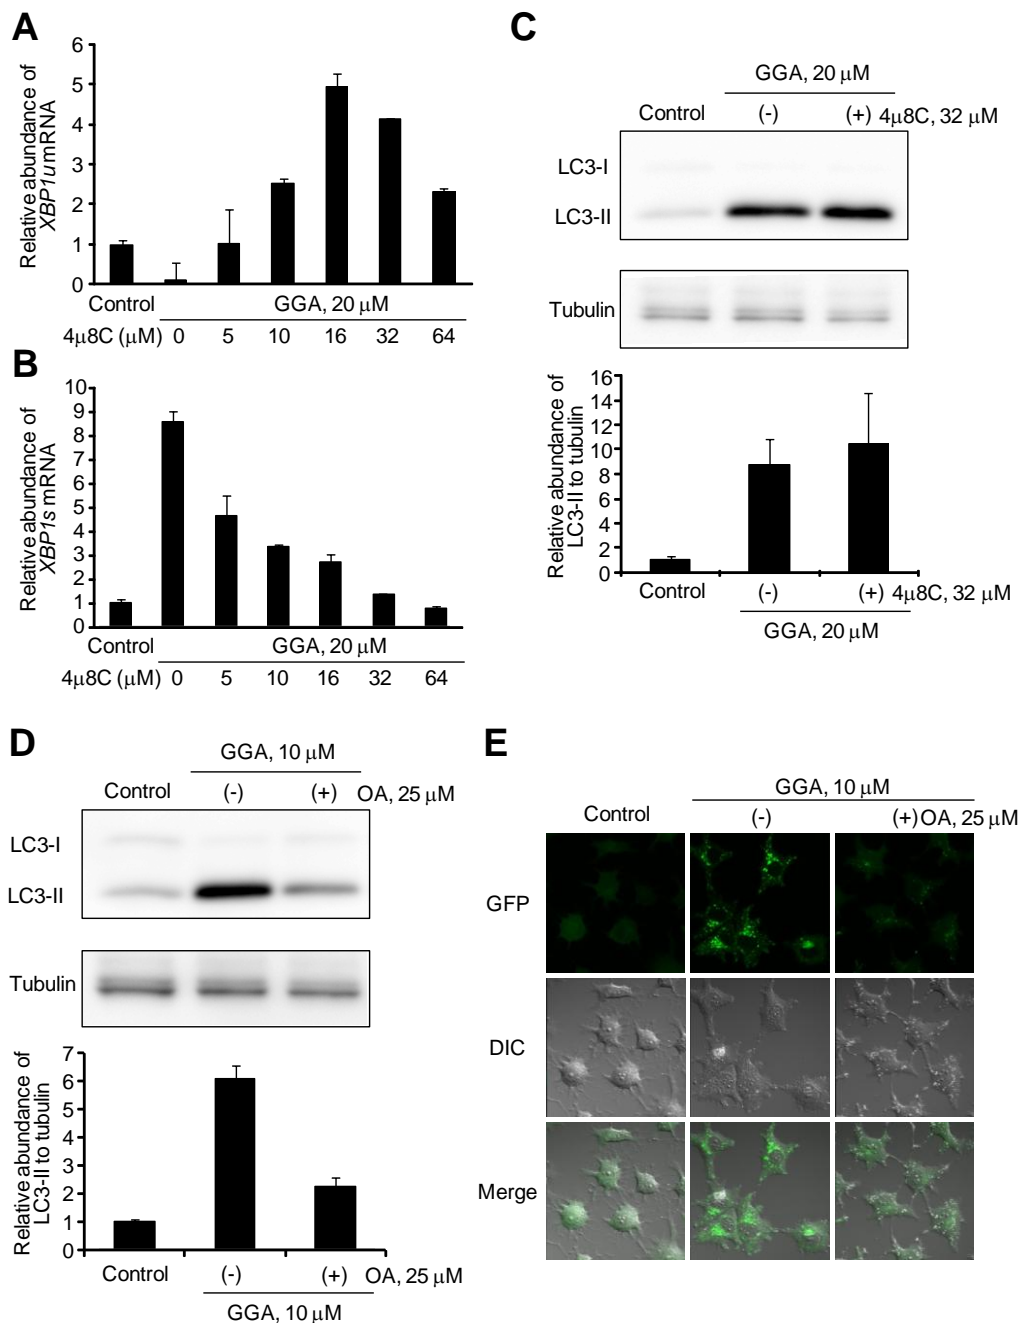 A
Relative abundance of
XBP1u mRNA
6
5
4
3
2
1
0
Control
GGA, 20 μM
4μ8C (μM) 0 5 10 16 32 64
B
Relative abundance of
XBP1s mRNA
10
9
8
7
6
5
4
3
2
1
0
Control
GGA, 20 μM
4μ8C (μM) 0 5 10 16 32 64
C
GGA, 20 μM
Control (-) (+) 4μ8C, 32 μM
LC3-I
LC3-II
Tubulin
Relative abundance of
LC3-II to tubulin
16
14
12
10
8
6
4
2
0
Control (-) (+) 4μ8C, 32 μM
GGA, 20 μM
D
GGA, 10 μM
Control (-) (+) OA, 25 μM
LC3-I
LC3-II
Tubulin
Relative abundance of
LC3-II to tubulin
7
6
5
4
3
2
1
0
Control (-) (+) OA, 25 μM
GGA, 10 μM
E
GGA, 10 μM
Control (-) (+) OA, 25 μM
GFP
DIC
Merge